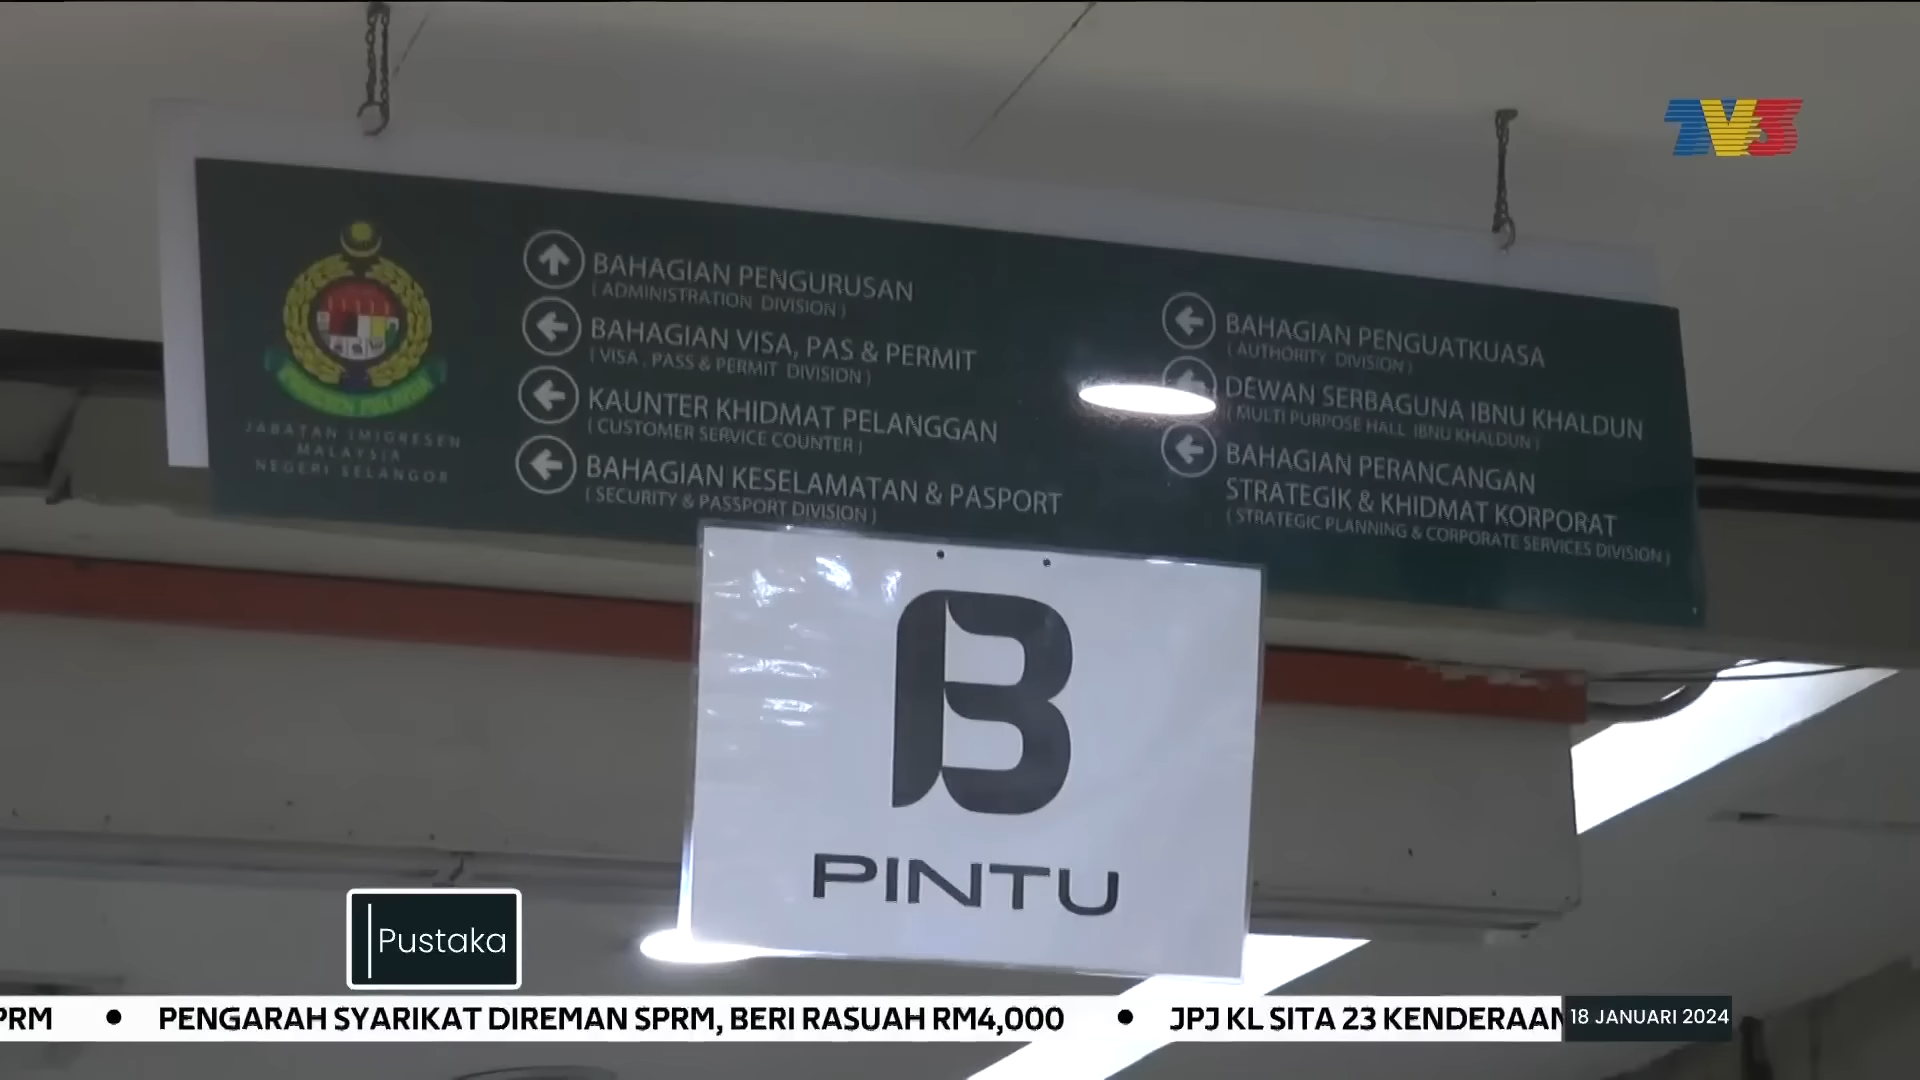 TV3
BAHAGIAN PENGURUSAN
( ADMINISTRATION DIVISION )
BAHAGIAN VISA, PAS & PERMIT
( VISA , PASS & PERMIT DIVISION )
KAUNTER KHIDMAT PELANGGAN
( CUSTOMER SERVICE COUNTER )
BAHAGIAN KESELAMATAN & PASPORT
( SECURITY & PASSPORT DIVISION )
JABATAN IMIGRESEN
MALAYSIA
NEGERI SELANGOR
BAHAGIAN PENGUATKUASA
( AUTHORITY DIVISION )
DEWAN SERBAGUNA IBNU KHALDUN
( MULTI PURPOSE HALL IBNU KHALDUN )
BAHAGIAN PERANCANGAN
STRATEGIK & KHIDMAT KORPORAT
( STRATEGIC PLANNING & CORPORATE SERVICES DIVISION )
B
PINTU
Pustaka
PRM • PENGARAH SYARIKAT DIREMAN SPRM, BERI RASUAH RM4,000 • JPJ KL SITA 23 KENDERAAN
18 JANUARI 2024